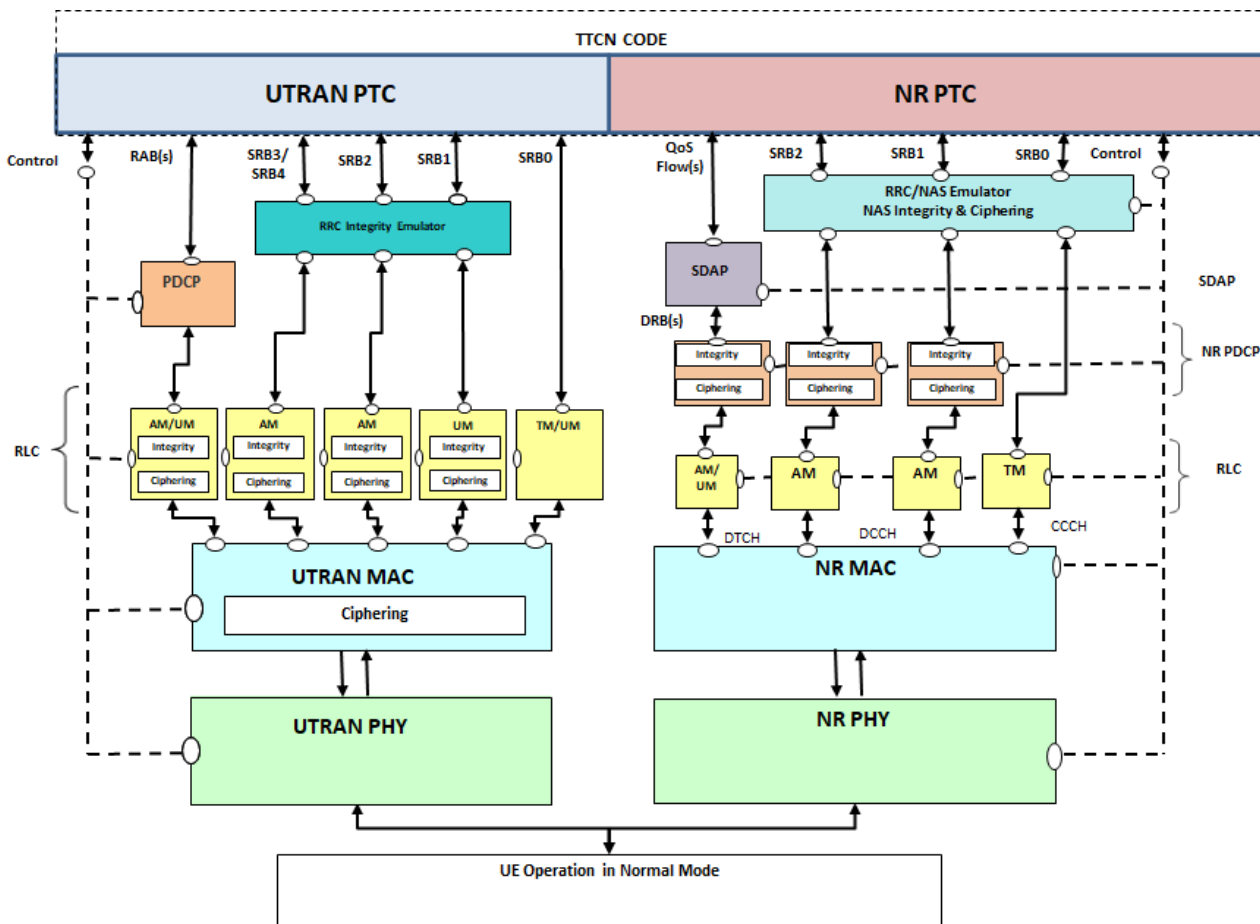 TTCN CODE
UTRAN PTC
NR PTC
Control
RAB(s)
SRB3/
SRB4
SRB2
SRB1
SRB0
QoS
Flow(s)
SRB2
SRB1
SRB0
Control
RRC Integrity Emulator
RRC/NAS Emulator
NAS Integrity & Ciphering
PDCP
SDAP
SDAP
DRB(s)
Integrity
Ciphering
Integrity
Ciphering
Integrity
Ciphering
NR PDCP
RLC
AM/UM
Integrity
Ciphering
AM
Integrity
Ciphering
AM
Integrity
Ciphering
UM
Integrity
Ciphering
TM/UM
AM/
UM
AM
AM
TM
RLC
DTCH
DCCH
CCCH
UTRAN MAC
Ciphering
NR MAC
UTRAN PHY
NR PHY
UE Operation in Normal Mode